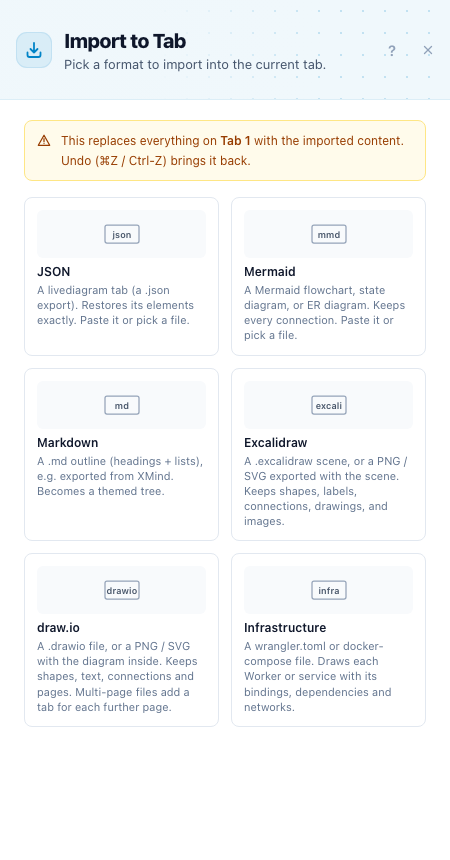 Import to Tab
Pick a format to import into the current tab.
?
×
This replaces everything on Tab 1 with the imported content.
Undo (⌘Z / Ctrl-Z) brings it back.
json
JSON
A livediagram tab (a .json
export). Restores its elements
exactly. Paste it or pick a file.
mmd
Mermaid
A Mermaid flowchart, state
diagram, or ER diagram. Keeps
every connection. Paste it or
pick a file.
md
Markdown
A .md outline (headings + lists),
e.g. exported from XMind.
Becomes a themed tree.
excali
Excalidraw
A .excalidraw scene, or a PNG /
SVG exported with the scene.
Keeps shapes, labels,
connections, drawings, and
images.
drawio
draw.io
A .drawio file, or a PNG / SVG
with the diagram inside. Keeps
shapes, text, connections and
pages. Multi-page files add a
tab for each further page.
infra
Infrastructure
A wrangler.toml or docker-
compose file. Draws each
Worker or service with its
bindings, dependencies and
networks.